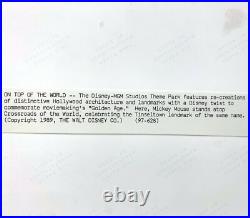 ON TOP OF THE WORLD -- The Disney-MGM Studios Theme Park features re-creations
of distinctive Hollywood architecture and landmarks with a Disney twist to
commemorate moviemaking's "Golden Age." Here, Mickey Mouse stands atop
Crossroads of the World, celebrating the Tinseltown landmark of the same name.
(Copyright 1989, THE WALT DISNEY CO.) (97-628)